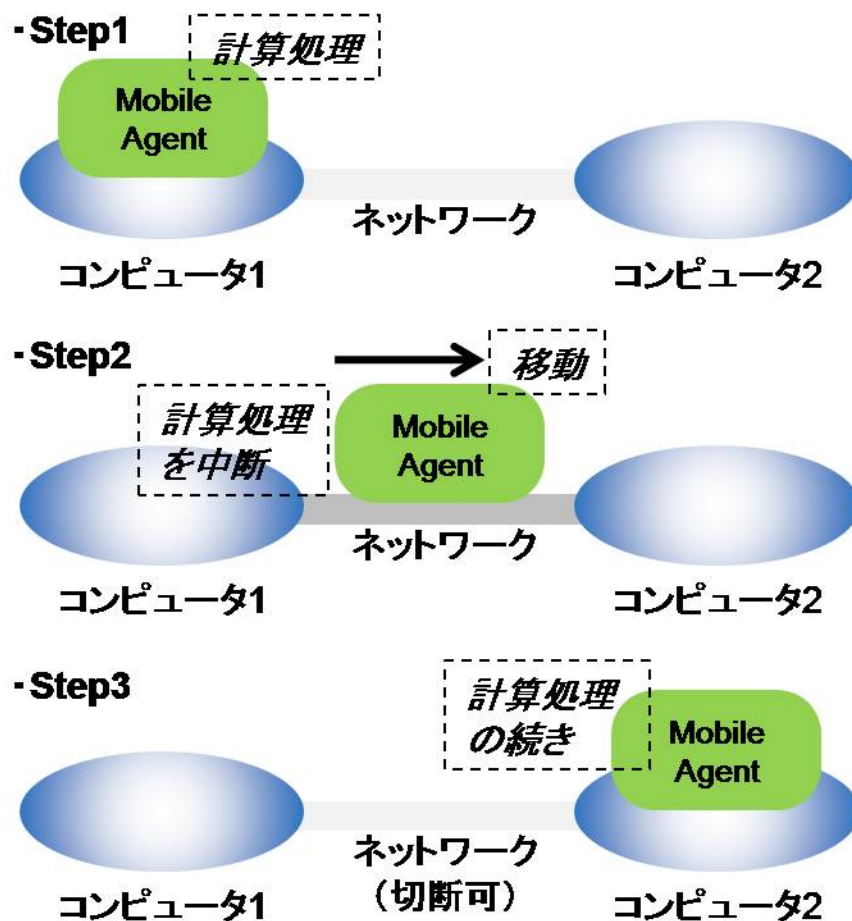 ・Step1
計算処理
Mobile
Agent
ネットワーク
コンピュータ1
コンピュータ2
・Step2
移動
計算処理
を中断
Mobile
Agent
ネットワーク
コンピュータ1
コンピュータ2
・Step3
計算処理
の続き
Mobile
Agent
ネットワーク
（切断可）
コンピュータ1
コンピュータ2